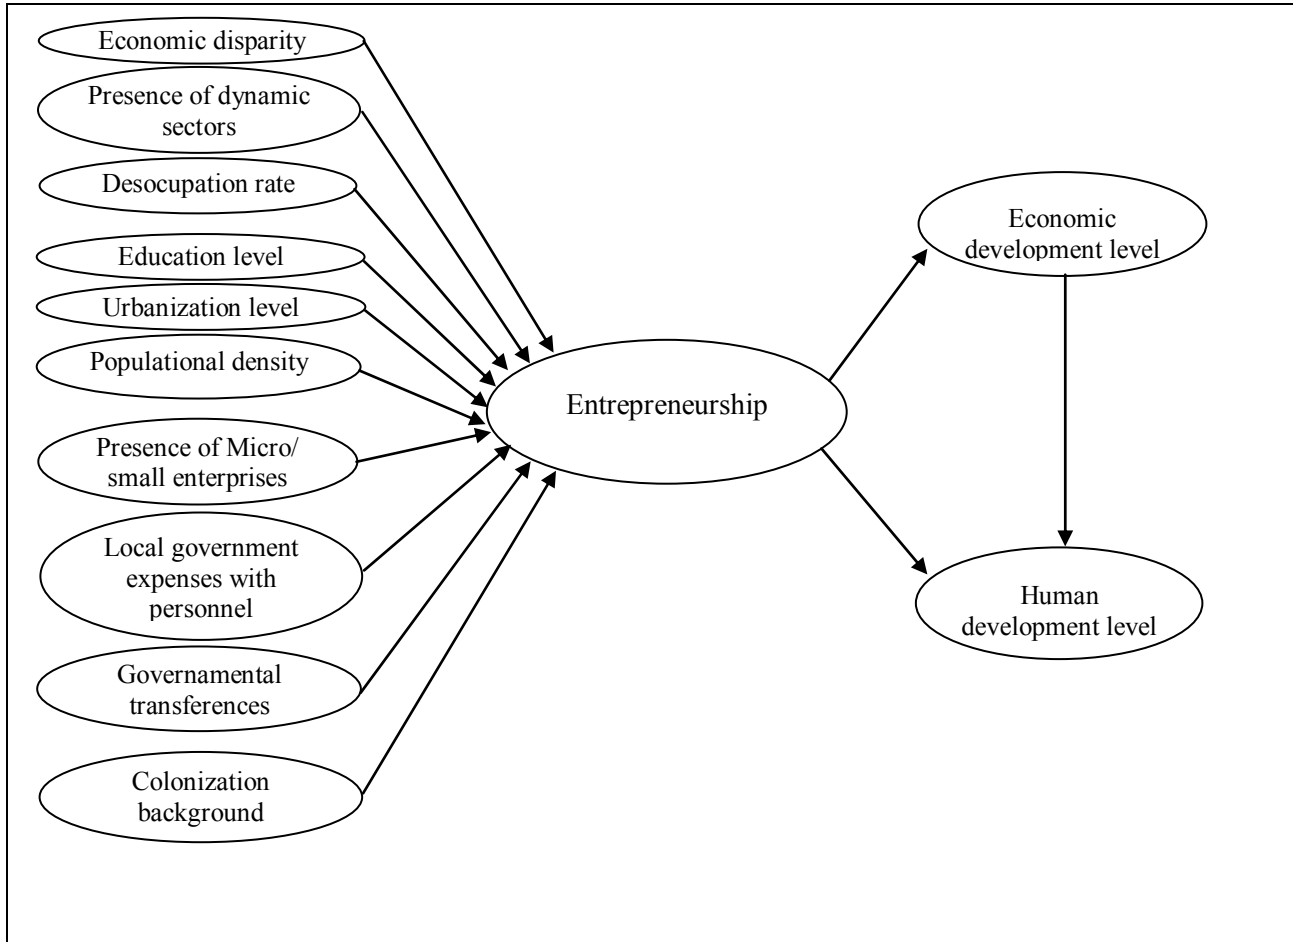 Economic disparity
Presence of dynamic
sectors
Desocupation rate
Education level
Urbanization level
Populational density
Presence of Micro/
small enterprises
Local government
expenses with
personnel
Governamental
transferences
Colonization
background
Entrepreneurship
Economic
development level
Human
development level